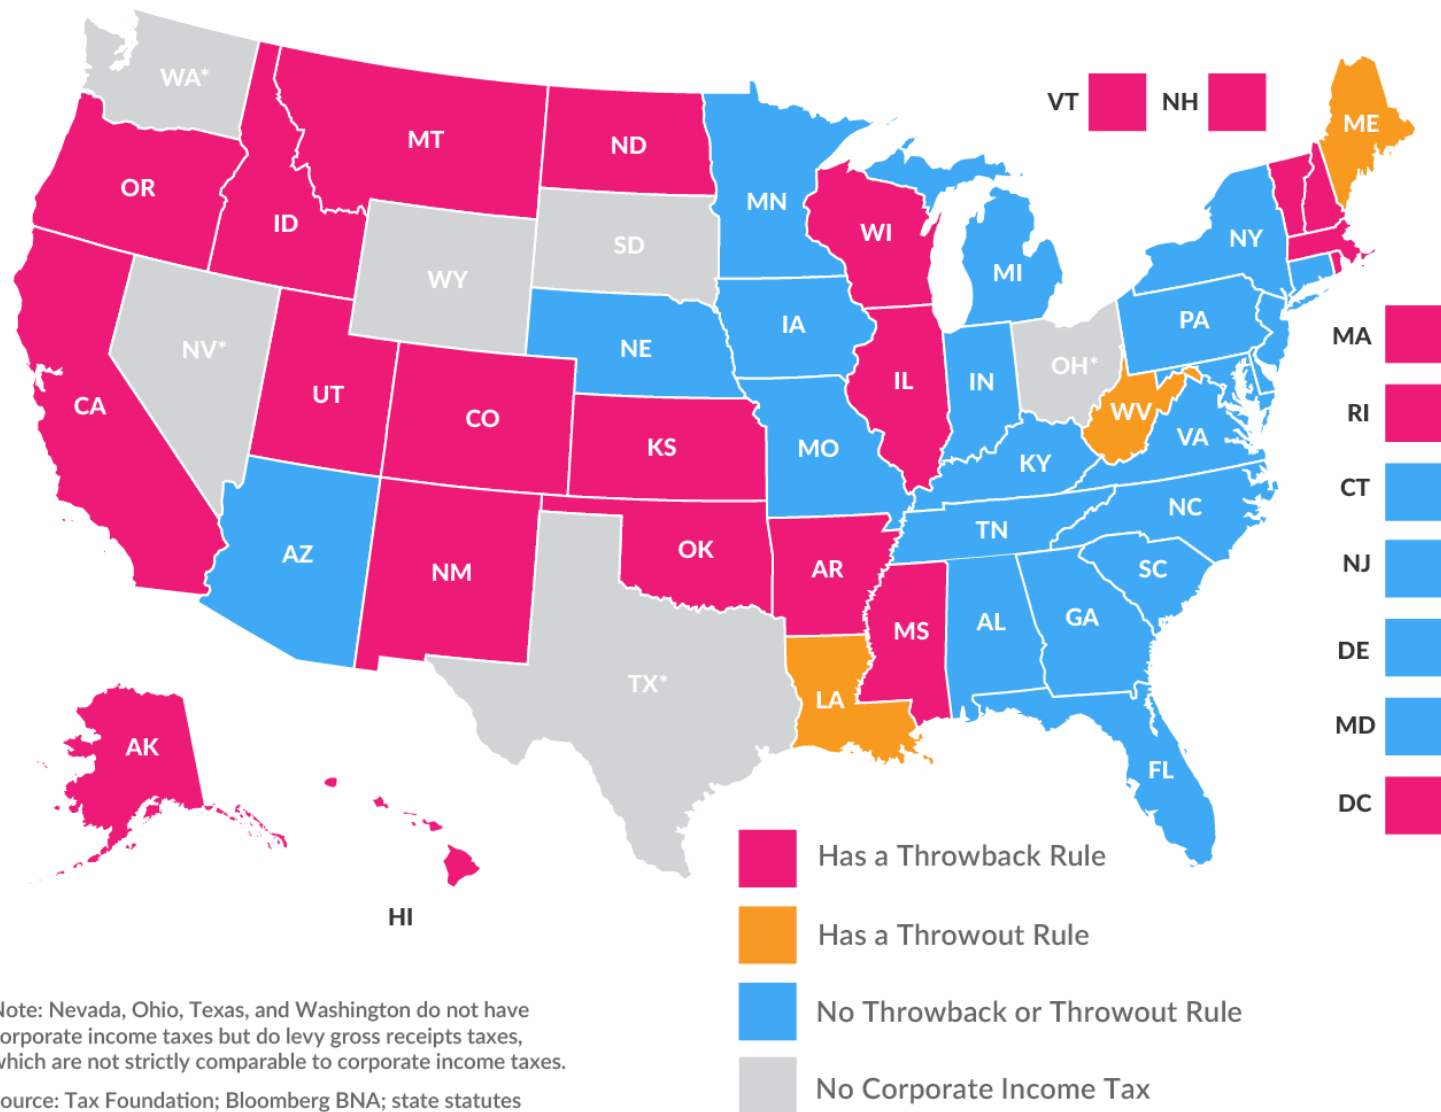 WA*
MT
ND
VT
NH
ME
OR
ID
MN
WI
NY
SD
WY
MI
NV*
NE
IA
PA
MA
CA
UT
CO
IL
IN
OH*
WV
RI
KS
MO
KY
VA
CT
AZ
NM
OK
AR
TN
NC
NJ
SC
MS
AL
GA
DE
TX*
LA
MD
AK
FL
DC
HI
Has a Throwback Rule
Has a Throwout Rule
No Throwback or Throwout Rule
No Corporate Income Tax
Note: Nevada, Ohio, Texas, and Washington do not have
orporate income taxes but do levy gross receipts taxes,
which are not strictly comparable to corporate income taxes.
ource: Tax Foundation; Bloomberg BNA; state statutes